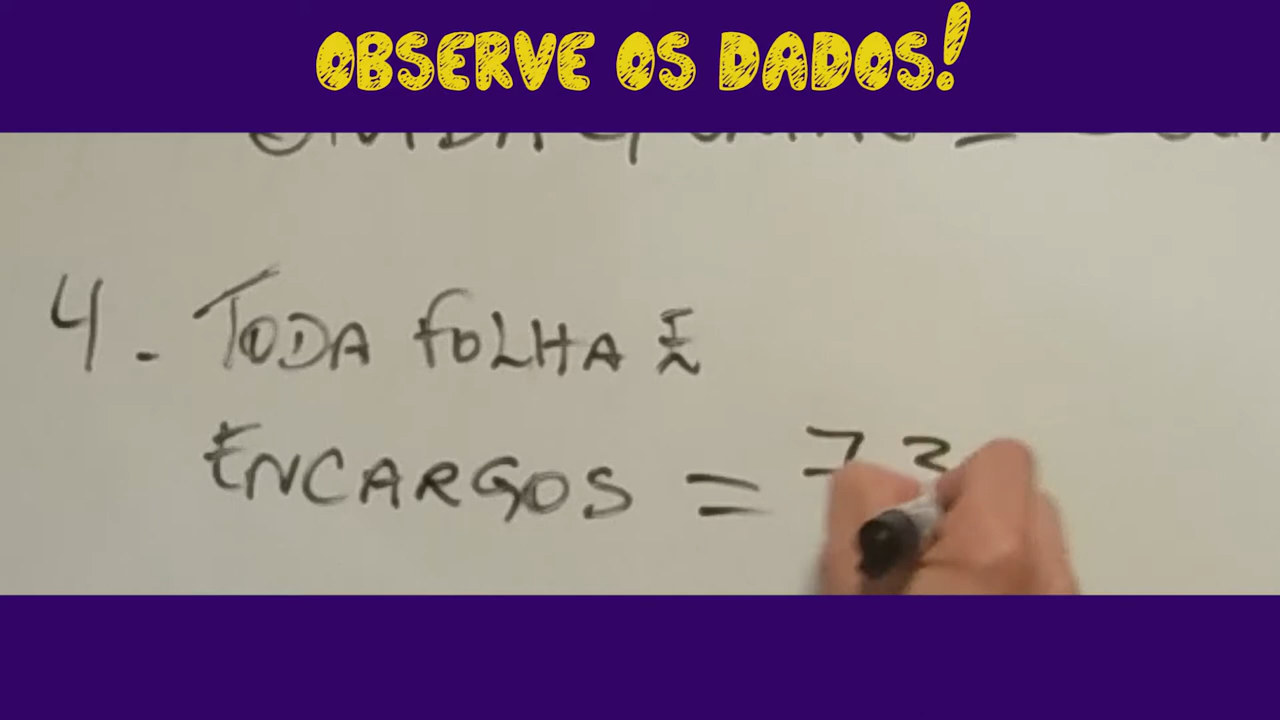 OBSERVE OS DADOS!
4. TODA FOLHA E
ENCARGOS = 73